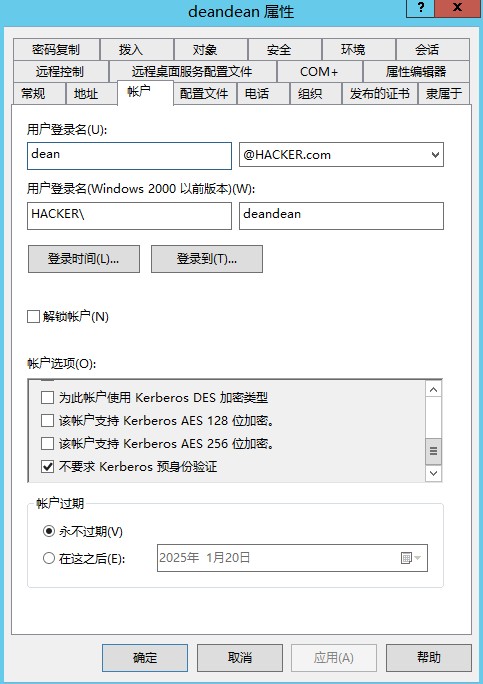 deandean 属性
? x
密码复制 拨入 对象 安全 环境 会话
远程控制 远程桌面服务配置文件 COM+ 属性编辑器
常规 地址 帐户 配置文件 电话 组织 发布的证书 隶属于
用户登录名(U):
dean @HACKER.com
用户登录名(Windows 2000 以前版本)(W):
HACKER\ deandean
登录时间(L)... 登录到(T)...
解锁帐户(N)
帐户选项(O):
为此帐户使用 Kerberos DES 加密类型
该帐户支持 Kerberos AES 128 位加密。
该帐户支持 Kerberos AES 256 位加密。
不要求 Kerberos 预身份验证
帐户过期
永不过期(V)
在这之后(E): 2025年 1月20日
确定 取消 应用(A) 帮助